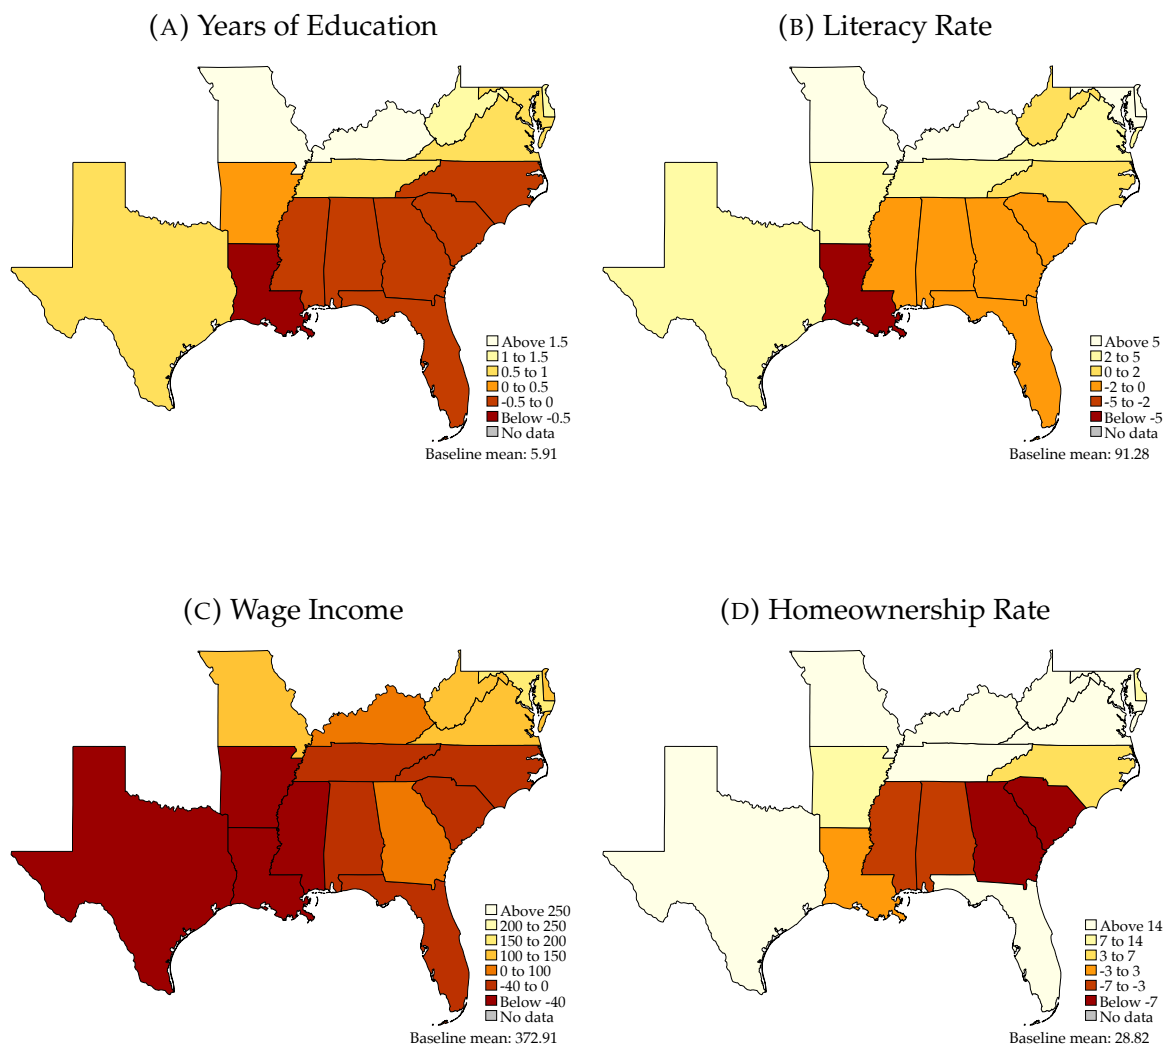 (A) Years of Education
Above 1.5
1 to 1.5
0.5 to 1
0 to 0.5
-0.5 to 0
Below -0.5
No data
Baseline mean: 5.91
(B) Literacy Rate
Above 5
2 to 5
0 to 2
-2 to 0
-5 to -2
Below -5
No data
Baseline mean: 91.28
(C) Wage Income
Above 250
200 to 250
150 to 200
100 to 150
0 to 100
-40 to 0
Below -40
No data
Baseline mean: 372.91
(D) Homeownership Rate
Above 14
7 to 14
3 to 7
-3 to 3
-7 to -3
Below -7
No data
Baseline mean: 28.82